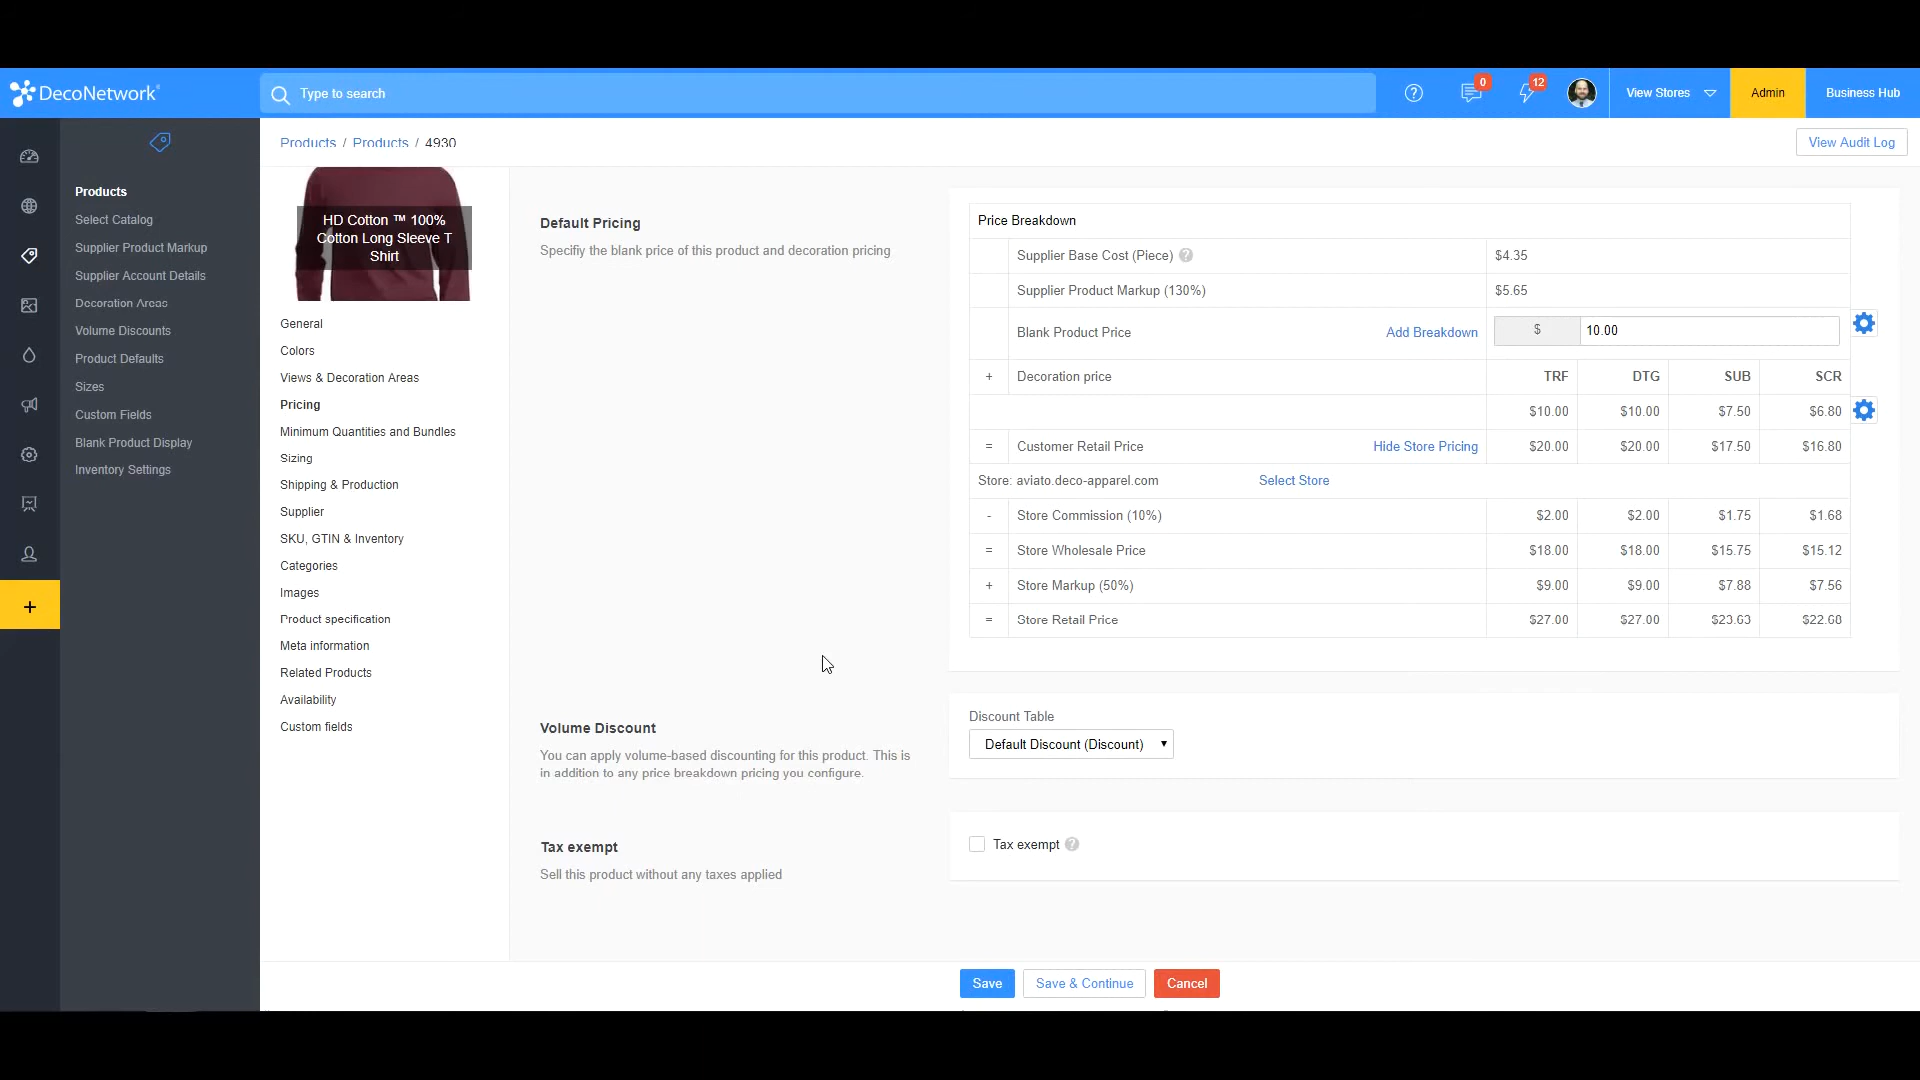 DecoNetwork
Type to search
0
12
View Stores
Admin
Business Hub
Products / Products / 4930
View Audit Log
Products
Select Catalog
Supplier Product Markup
Supplier Account Details
Decoration Areas
Volume Discounts
Product Defaults
Sizes
Custom Fields
Blank Product Display
Inventory Settings
HD Cotton ™ 100%
Cotton Long Sleeve T
Shirt
General
Colors
Views & Decoration Areas
Pricing
Minimum Quantities and Bundles
Sizing
Shipping & Production
Supplier
SKU, GTIN & Inventory
Categories
Images
Product specification
Meta information
Related Products
Availability
Custom fields
Default Pricing
Specifiy the blank price of this product and decoration pricing
Price Breakdown
Supplier Base Cost (Piece) ? $4.35
Supplier Product Markup (130%) $5.65
Blank Product Price Add Breakdown $ 10.00
+ Decoration price TRF DTG SUB SCR
$10.00 $10.00 $7.50 $6.80
= Customer Retail Price Hide Store Pricing $20.00 $20.00 $17.50 $16.80
Store: aviato.deco-apparel.com Select Store
- Store Commission (10%) $2.00 $2.00 $1.75 $1.68
= Store Wholesale Price $18.00 $18.00 $15.75 $15.12
+ Store Markup (50%) $9.00 $9.00 $7.88 $7.56
= Store Retail Price $27.00 $27.00 $23.63 $22.68
Volume Discount
You can apply volume-based discounting for this product. This is
in addition to any price breakdown pricing you configure.
Discount Table
Default Discount (Discount)
Tax exempt
Sell this product without any taxes applied
Tax exempt ?
Save
Save & Continue
Cancel